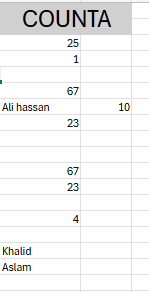 COUNTA
25
1
67
Ali hassan 10
23
67
23
4
Khalid
Aslam